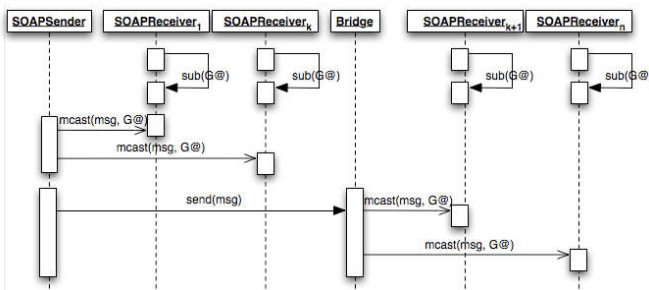 SOAPSender SOAPReceiver1 SOAPReceiverk Bridge SOAPReceiverk+1 SOAPReceivern
sub(G@) sub(G@) sub(G@) sub(G@
mcast(msg, G@)
mcast(msg, G@)
send(msg) mcast(msg, G@)
mcast(msg, G@)